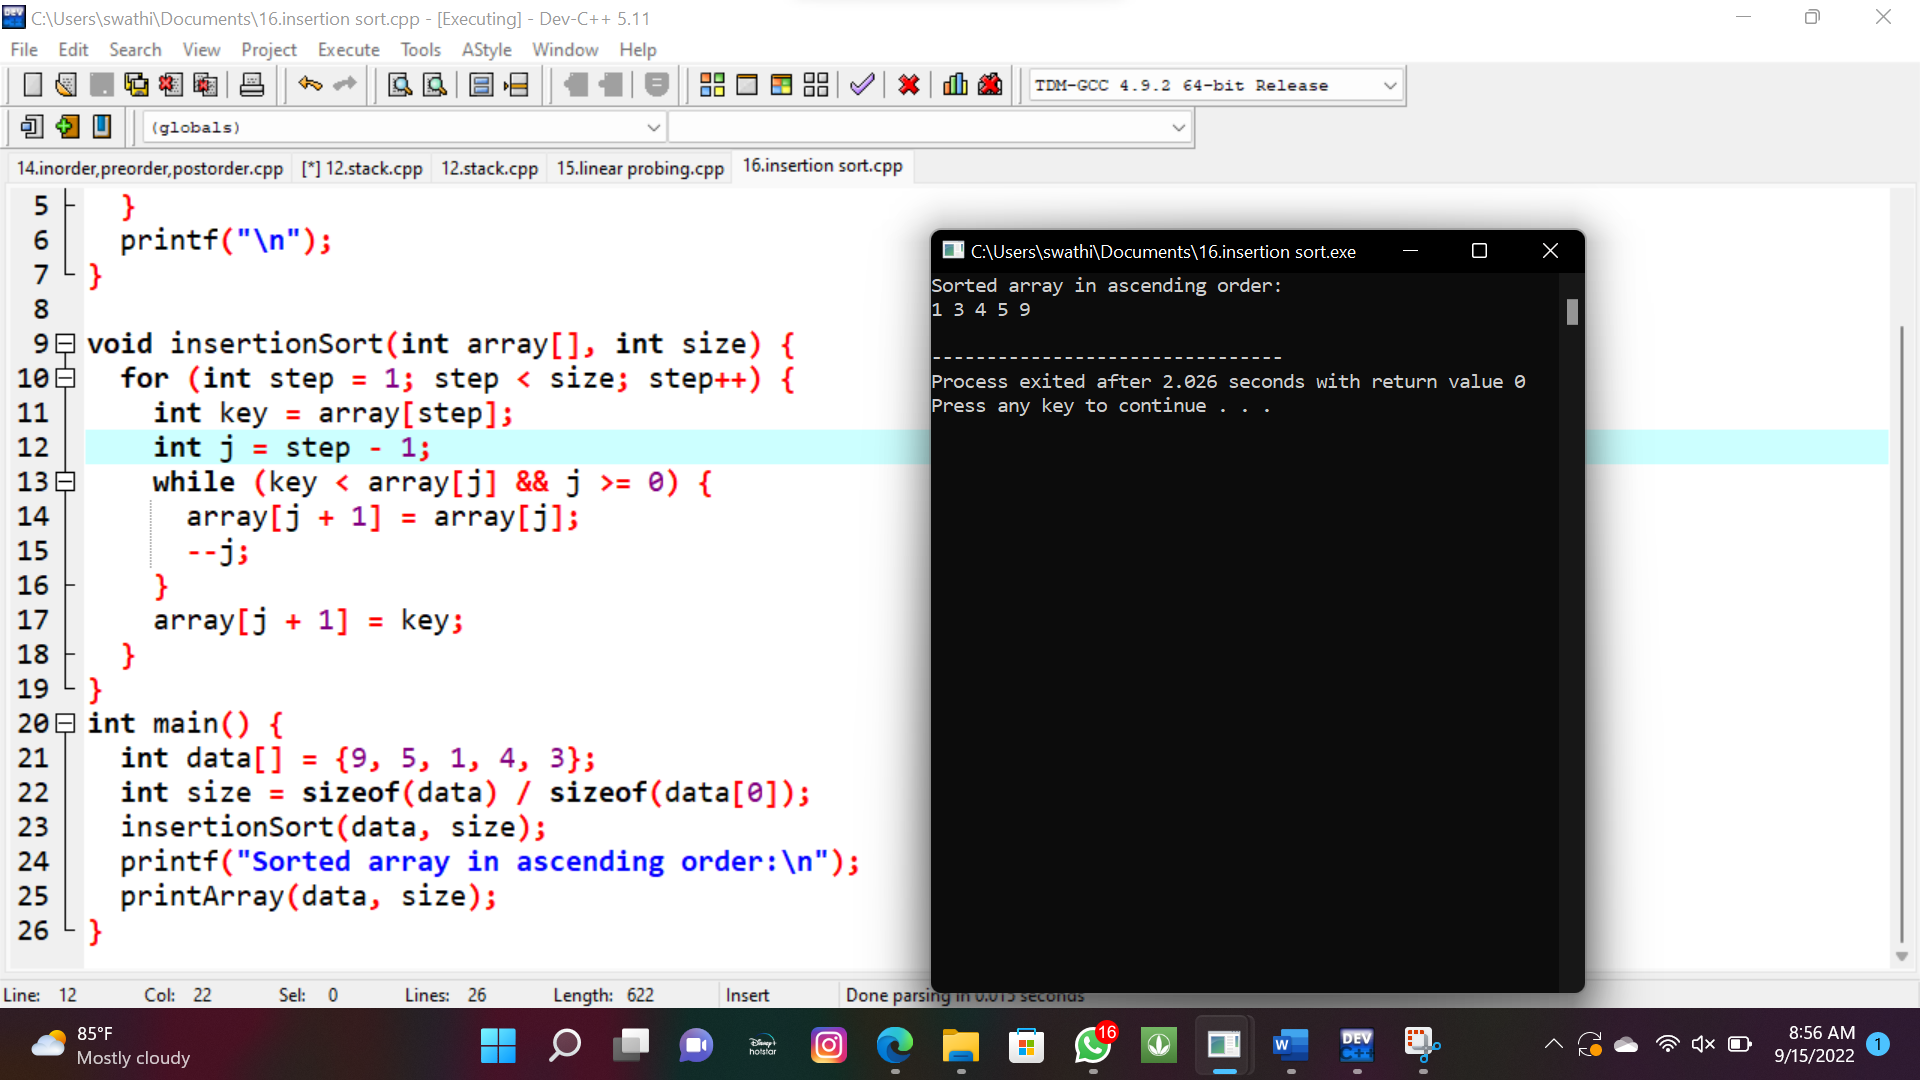 C:\Users\swathi\Documents\16.insertion sort.cpp - [Executing] - Dev-C++ 5.11
File Edit Search View Project Execute Tools AStyle Window Help
TDM-GCC 4.9.2 64-bit Release
(globals)
14.inorder,preorder,postorder.cpp [*] 12.stack.cpp 12.stack.cpp 15.linear probing.cpp 16.insertion sort.cpp
5 }
6 printf("\n");
7 }
8
9 void insertionSort(int array[], int size) {
10 for (int step = 1; step < size; step++) {
11 int key = array[step];
12 int j = step - 1;
13 while (key < array[j] && j >= 0) {
14 array[j + 1] = array[j];
15 --j;
16 }
17 array[j + 1] = key;
18 }
19 }
20 int main() {
21 int data[] = {9, 5, 1, 4, 3};
22 int size = sizeof(data) / sizeof(data[0]);
23 insertionSort(data, size);
24 printf("Sorted array in ascending order:\n");
25 printArray(data, size);
26 }
C:\Users\swathi\Documents\16.insertion sort.exe
Sorted array in ascending order:
1 3 4 5 9
--------------------------------
Process exited after 2.026 seconds with return value 0
Press any key to continue . . .
Line: 12 Col: 22 Sel: 0 Lines: 26 Length: 622 Insert Done parsing in 0.015 seconds
85°F
Mostly cloudy
Disney+
hotstar
16
W
DEV
C++
8:56 AM
9/15/2022
1